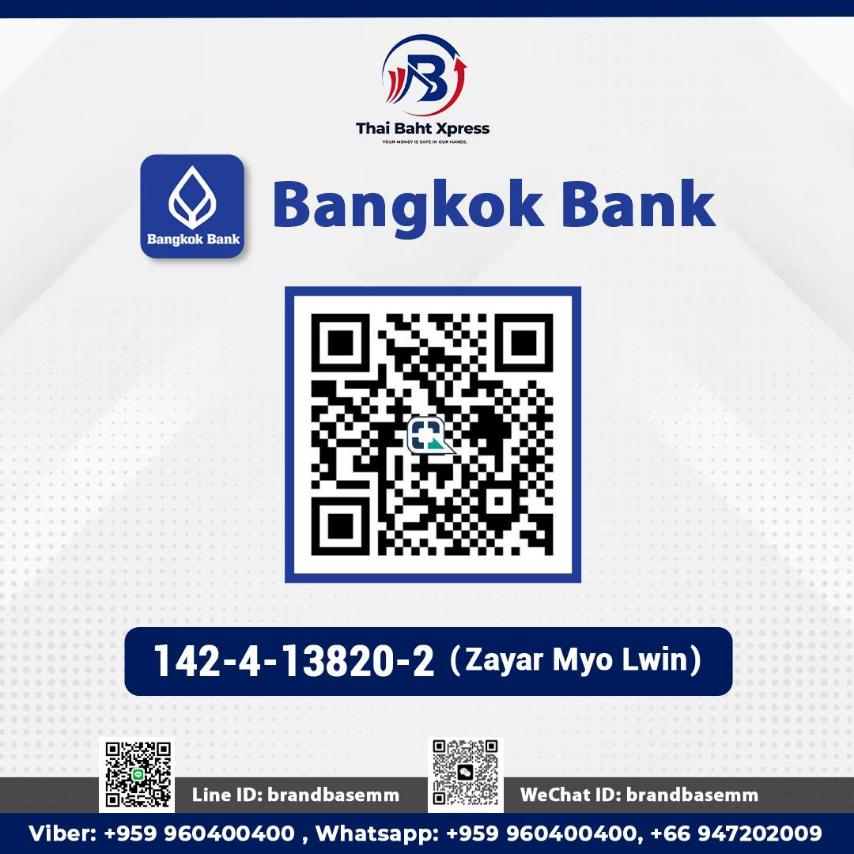 Thai Baht Xpress
YOUR MONEY IS SAFE IN OUR HANDS.
Bangkok Bank
Bangkok Bank
142-4-13820-2 (Zayar Myo Lwin)
Line ID: brandbasemm
WeChat ID: brandbasemm
Viber: +959 960400400 , Whatsapp: +959 960400400, +66 947202009